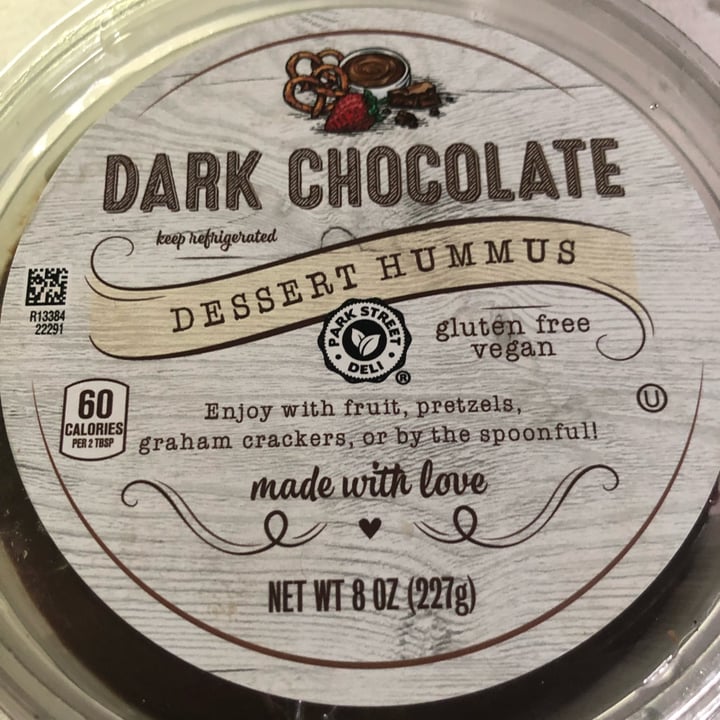 DARK CHOCOLATE
keep refrigerated
DESSERT HUMMUS
R13384
22291
PARK STREET
DELI
®
gluten free
vegan
60
CALORIES
PER 2 TBSP
Enjoy with fruit, pretzels,
graham crackers, or by the spoonful!
U
made with love
NET WT 8 OZ (227g)